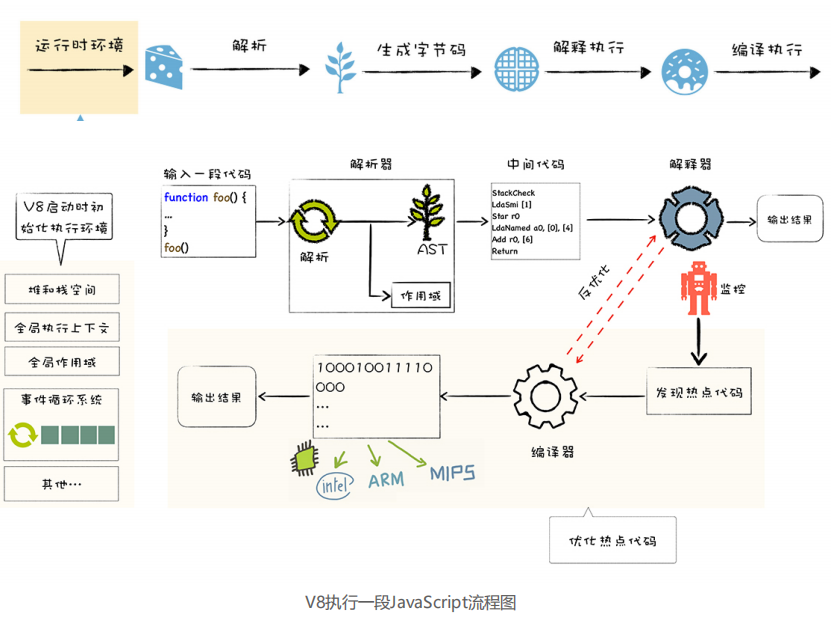 运行时环境
解析
生成字节码
解释执行
编译执行
V8启动时初
始化执行环境
堆和栈空间
全局执行上下文
全局作用域
事件循环系统
其他…
输入一段代码
function foo() {
...
}
foo()
解析器
解析
AST
作用域
中间代码
StackCheck
LdaSmi [1]
Star r0
LdaNamed a0, [0], [4]
Add r0, [6]
Return
解释器
输出结果
反优化
监控
发现热点代码
编译器
10001001110
000
...
...
输出结果
intel
ARM
MIPS
优化热点代码
V8执行一段JavaScript流程图